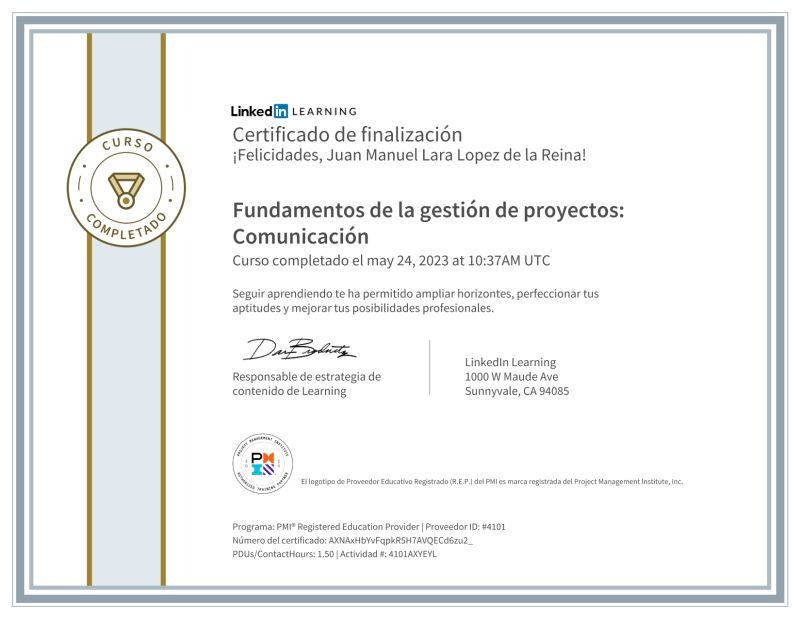 LinkedIn LEARNING
Certificado de finalización
¡Felicidades, Juan Manuel Lara Lopez de la Reina!
CURSO
COMPLETADO
Fundamentos de la gestión de proyectos:
Comunicación
Curso completado el may 24, 2023 at 10:37AM UTC
Seguir aprendiendo te ha permitido ampliar horizontes, perfeccionar tus
aptitudes y mejorar tus posibilidades profesionales.
Responsable de estrategia de
contenido de Learning
LinkedIn Learning
1000 W Maude Ave
Sunnyvale, CA 94085
PROJECT MANAGEMENT INSTITUTE
AUTHORIZED TRAINING PARTNER
El logotipo de Proveedor Educativo Registrado (R.E.P.) del PMI es marca registrada del Project Management Institute, Inc.
Programa: PMI® Registered Education Provider | Proveedor ID: #4101
Número del certificado: AXNAxHbYvFqpkR5H7AVQECd6zu2_
PDUs/ContactHours: 1.50 | Actividad #: 4101AXYEYL